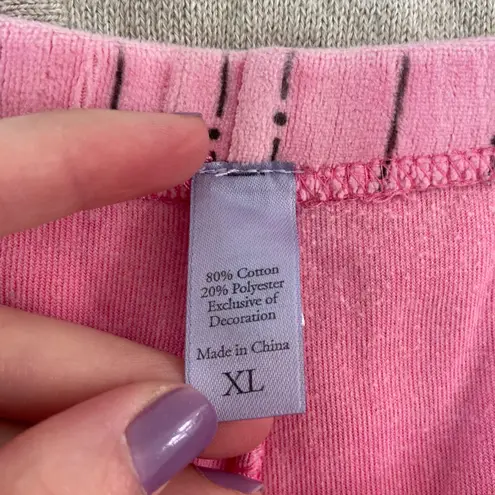 80% Cotton
20% Polyester
Exclusive of
Decoration
Made in China
XL